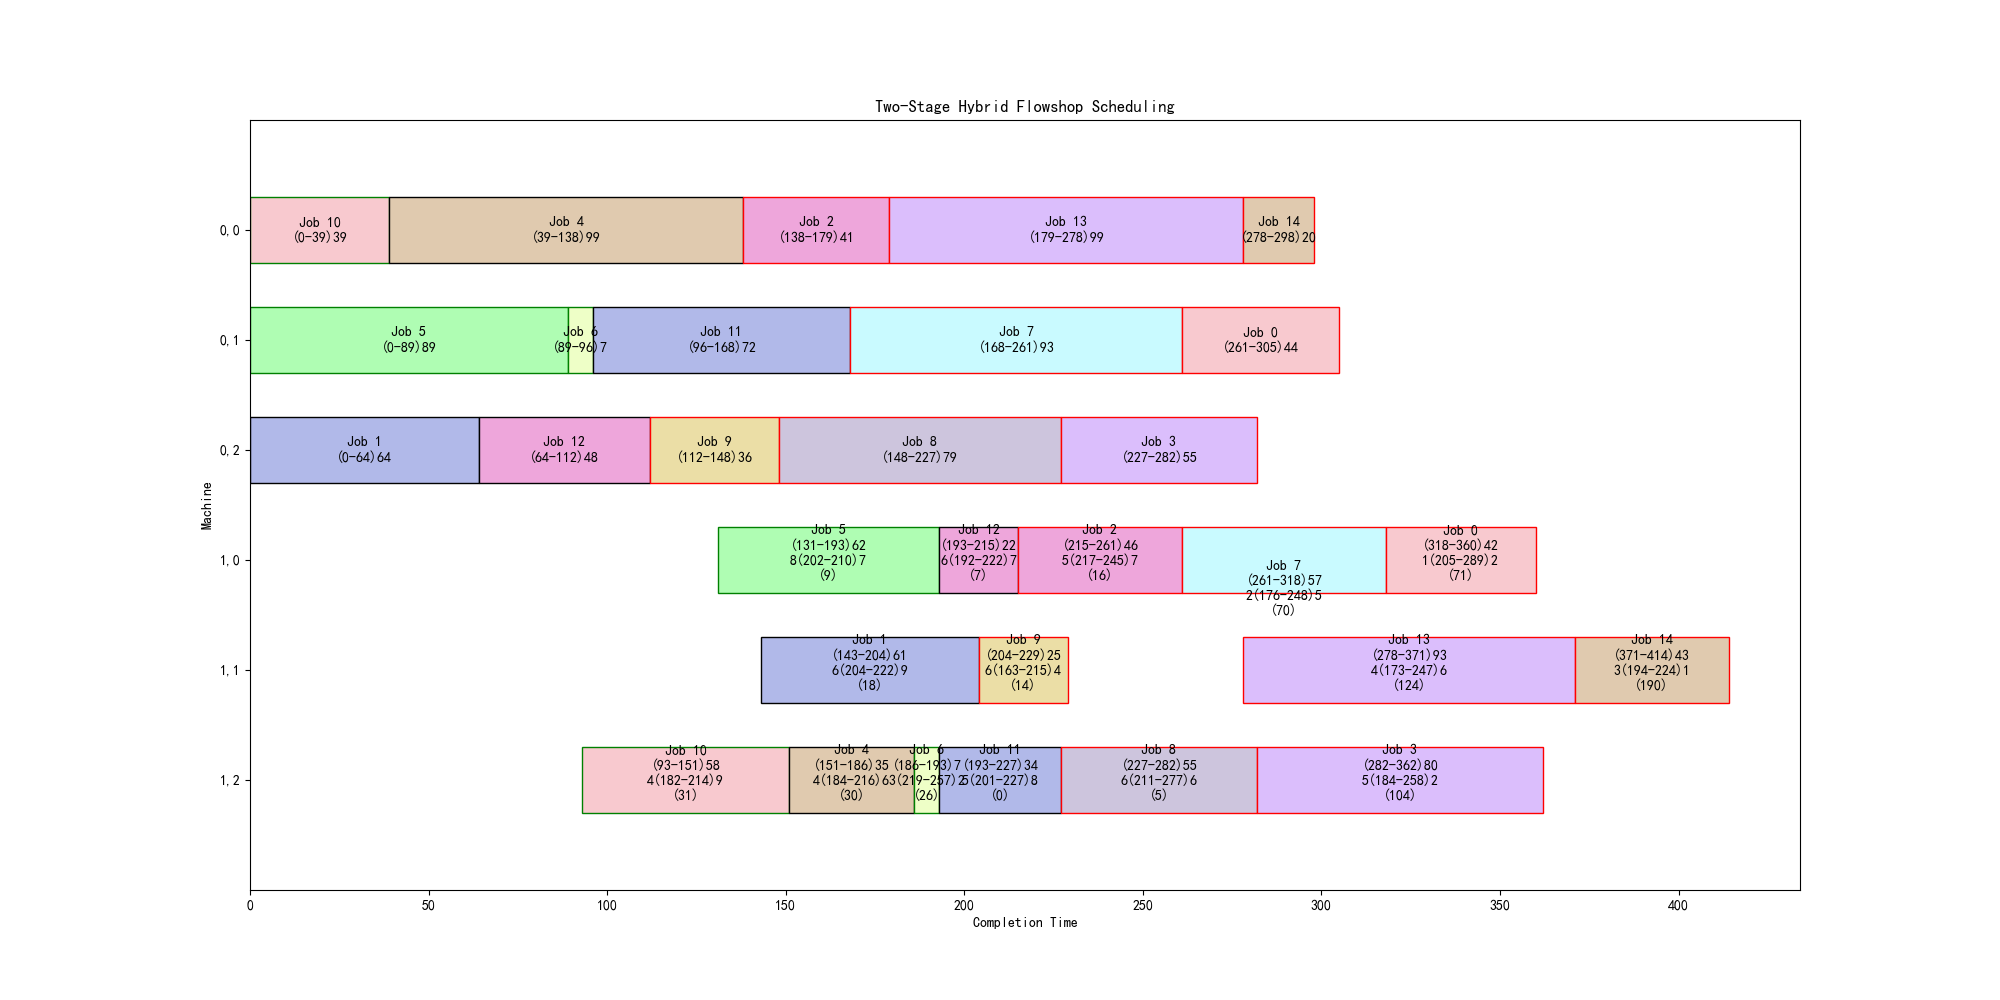 Two-Stage Hybrid Flowshop Scheduling
0,0
Job 10
(0-39)39
Job 4
(39-138)99
Job 2
(138-179)41
Job 13
(179-278)99
Job 14
(278-298)20
0,1
Job 5
(0-89)89
Job 6
(89-96)7
Job 11
(96-168)72
Job 7
(168-261)93
Job 0
(261-305)44
0,2
Job 1
(0-64)64
Job 12
(64-112)48
Job 9
(112-148)36
Job 8
(148-227)79
Job 3
(227-282)55
Machine
1,0
Job 5
(131-193)62
8(202-210)7
(9)
Job 12
(193-215)22
6(192-222)7
(7)
Job 2
(215-261)46
5(217-245)7
(16)
Job 7
(261-318)57
2(176-248)5
(70)
Job 0
(318-360)42
1(205-289)2
(71)
1,1
Job 1
(143-204)61
6(204-222)9
(18)
Job 9
(204-229)25
6(163-215)4
(14)
Job 13
(278-371)93
4(173-247)6
(124)
Job 14
(371-414)43
3(194-224)1
(190)
1,2
Job 10
(93-151)58
4(182-214)9
(31)
Job 4
(151-186)35
4(184-216)6
(30)
Job 6
(186-193)7
3(219-257)2
(26)
Job 11
(193-227)34
5(201-227)8
(0)
Job 8
(227-282)55
6(211-277)6
(5)
Job 3
(282-362)80
5(184-258)2
(104)
0
50
100
150
200
250
300
350
400
Completion Time